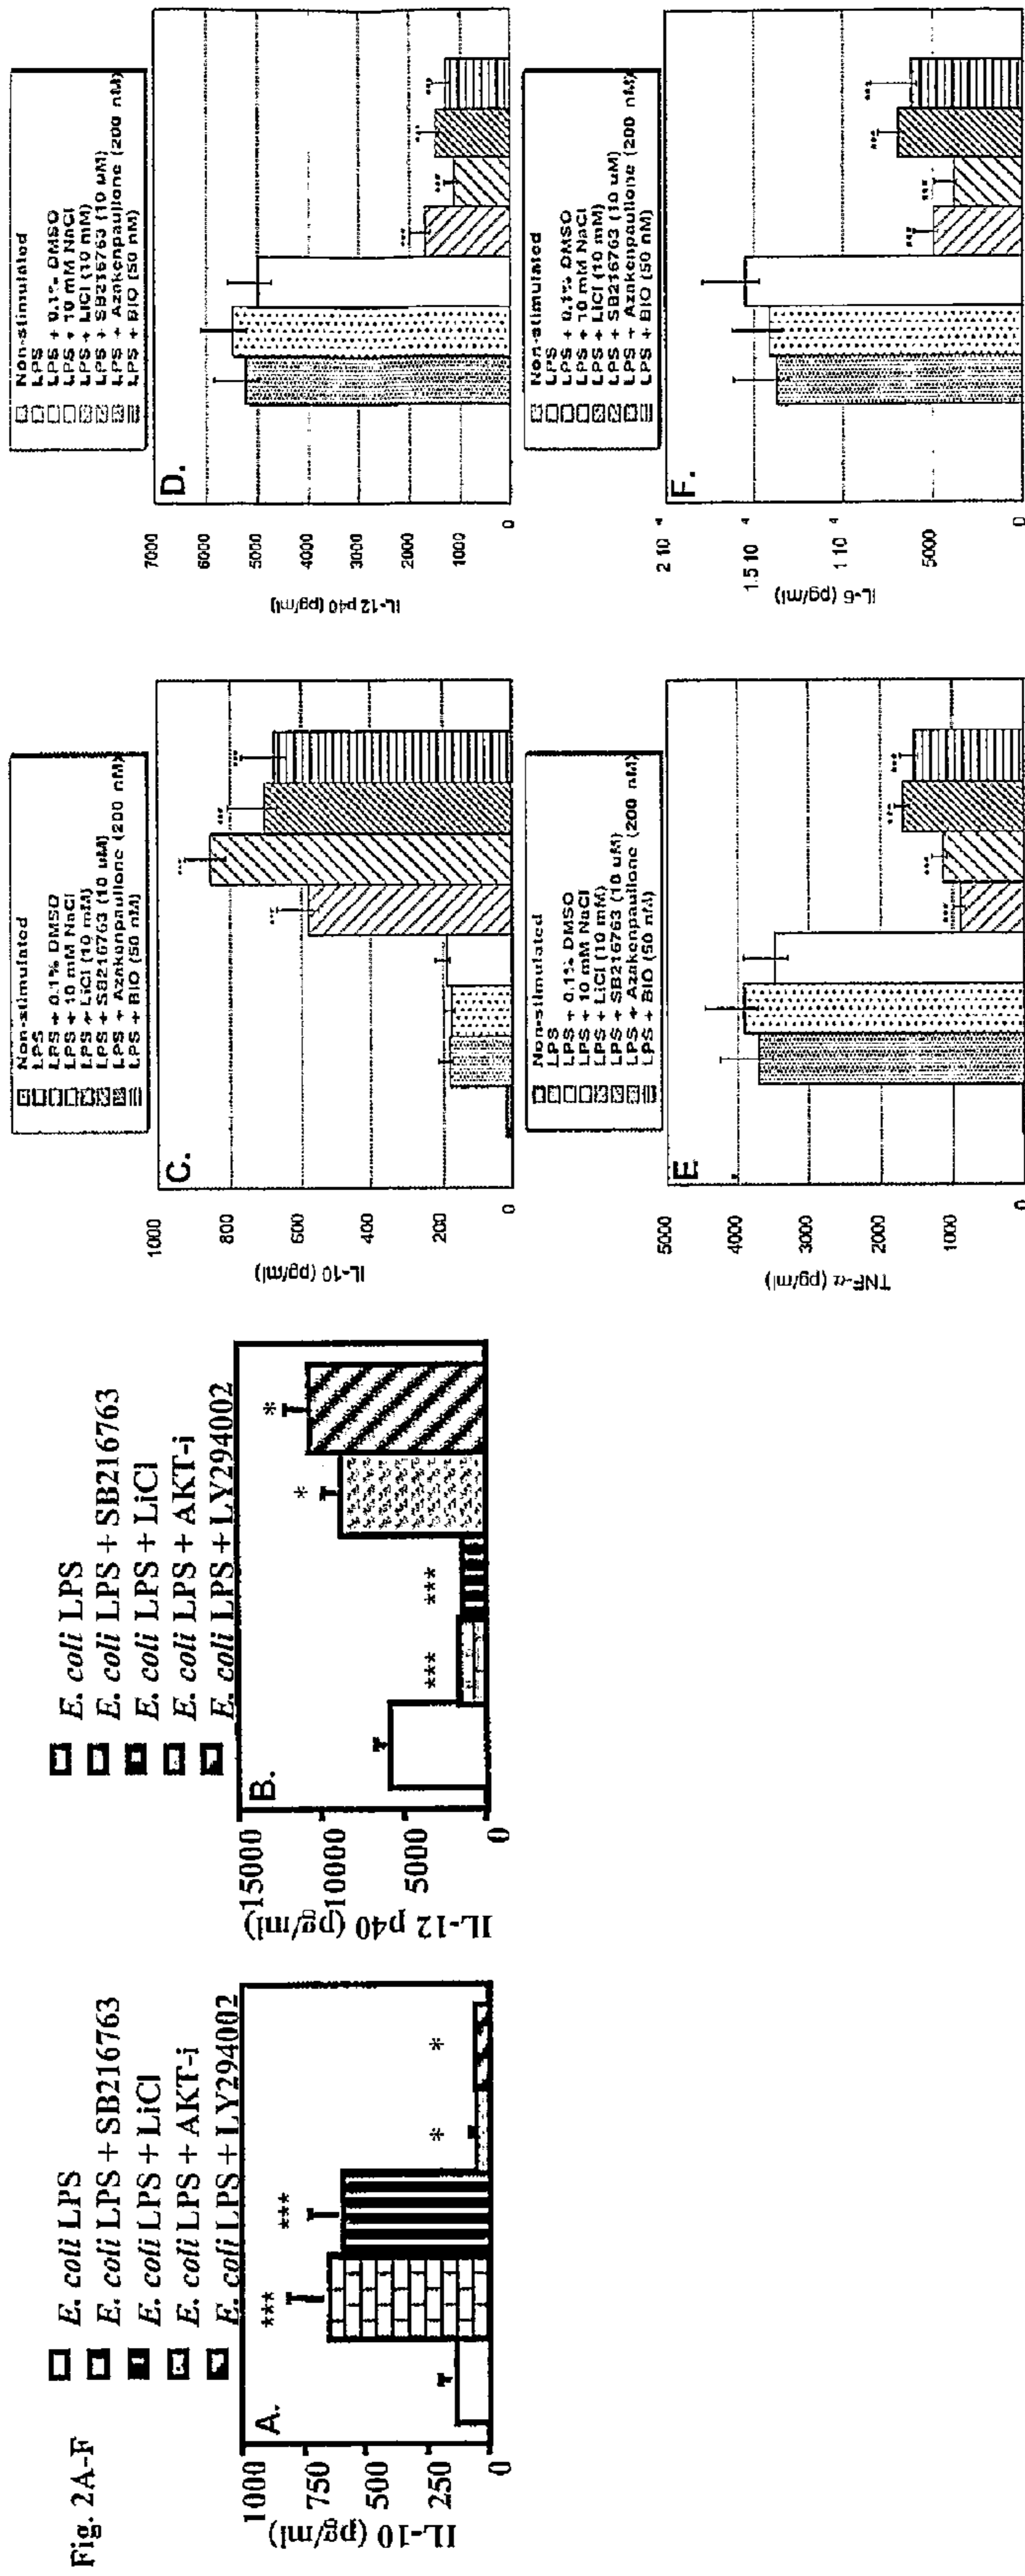 Fig. 2A-F
E. coli LPS
E. coli LPS + SB216763
E. coli LPS + LiCl
E. coli LPS + AKT-i
E. coli LPS + LY294002
A.
1000
750
500
250
0
IL-10 (pg/ml)
***
***
*
*
E. coli LPS
E. coli LPS + SB216763
E. coli LPS + LiCl
E. coli LPS + AKT-i
E. coli LPS + LY294002
B.
15000
10000
5000
0
IL-12 p40 (pg/ml)
***
***
*
*
Non-stimulated
LPS
LPS + 0.1% DMSO
LPS + 10 mM NaCl
LPS + LiCl (10 mM)
LPS + SB216763 (10 uM)
LPS + Azakenpaullone (200 nM)
LPS + BIO (50 nM)
C.
1000
800
600
400
200
0
IL-10 (pg/ml)
***
***
***
***
Non-stimulated
LPS
LPS + 0.1% DMSO
LPS + 10 mM NaCl
LPS + LiCl (10 mM)
LPS + SB216763 (10 uM)
LPS + Azakenpaullone (200 nM)
LPS + BIO (50 nM)
D.
7000
6000
5000
4000
3000
2000
1000
0
IL-12 p40 (pg/ml)
***
***
***
***
Non-stimulated
LPS
LPS + 0.1% DMSO
LPS + 10 mM NaCl
LPS + LiCl (10 mM)
LPS + SB216763 (10 uM)
LPS + Azakenpaullone (200 nM)
LPS + BIO (50 nM)
E
5000
4000
3000
2000
1000
0
TNF-α (pg/ml)
***
***
***
***
Non-stimulated
LPS
LPS + 0.1% DMSO
LPS + 10 mM NaCl
LPS + LiCl (10 mM)
LPS + SB216763 (10 uM)
LPS + Azakenpaullone (200 nM)
LPS + BIO (50 nM)
F.
2 10 4
1.5 10 4
1 10 4
5000
0
IL-6 (pg/ml)
***
***
***
***